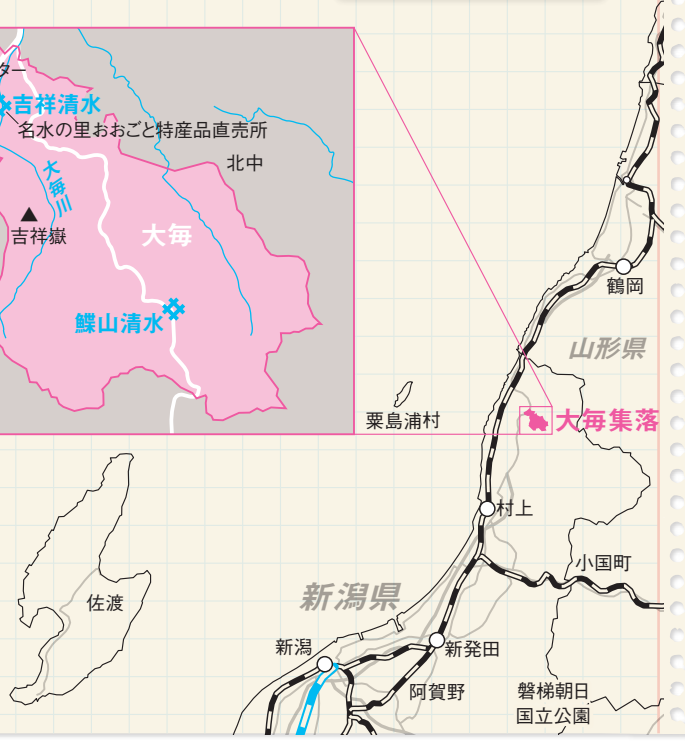 ター
吉祥清水
名水の里おおごと特産品直売所
北中
大毎川
吉祥嶽
大毎
鰈山清水
鶴岡
山形県
粟島浦村
大毎集落
村上
小国町
佐渡
新潟県
新潟
新発田
阿賀野
磐梯朝日
国立公園